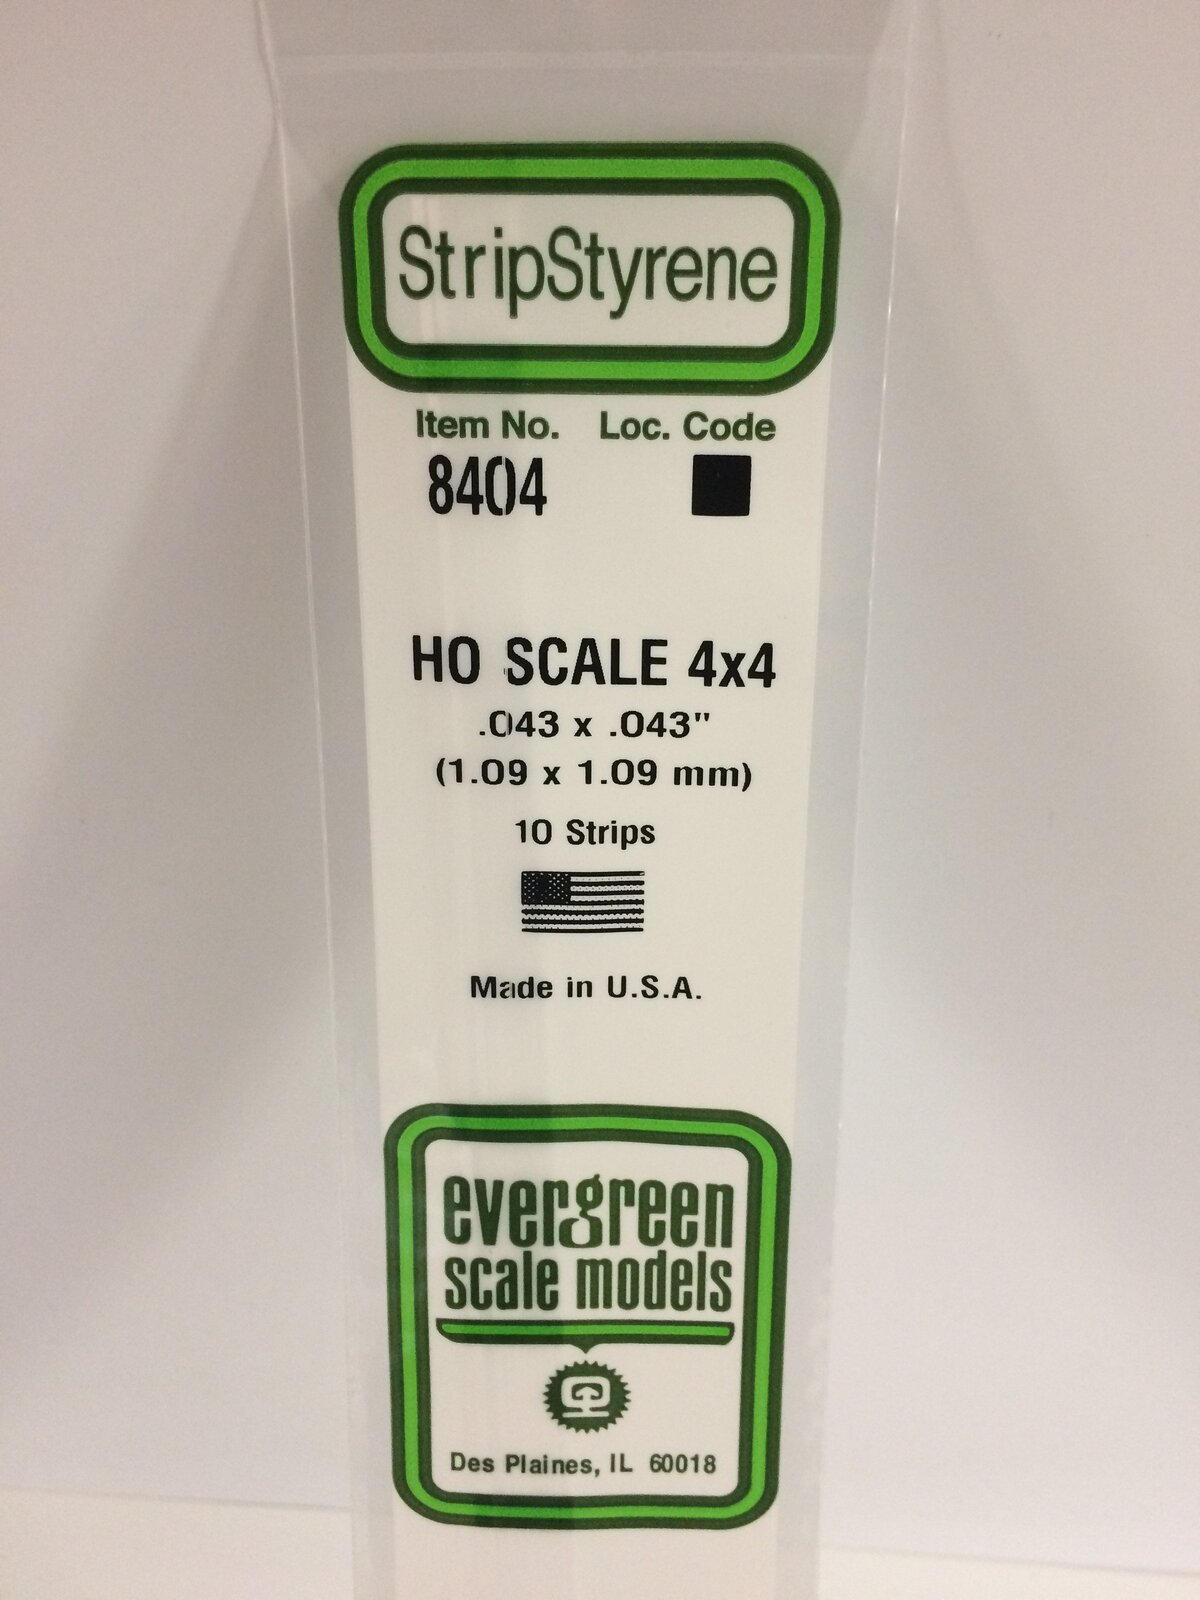 StripStyrene
Item No. Loc. Code
8404
HO SCALE 4x4
.043 x .043"
(1.09 x 1.09 mm)
10 Strips
Made in U.S.A.
evergreen
scale models
Des Plaines, IL 60018